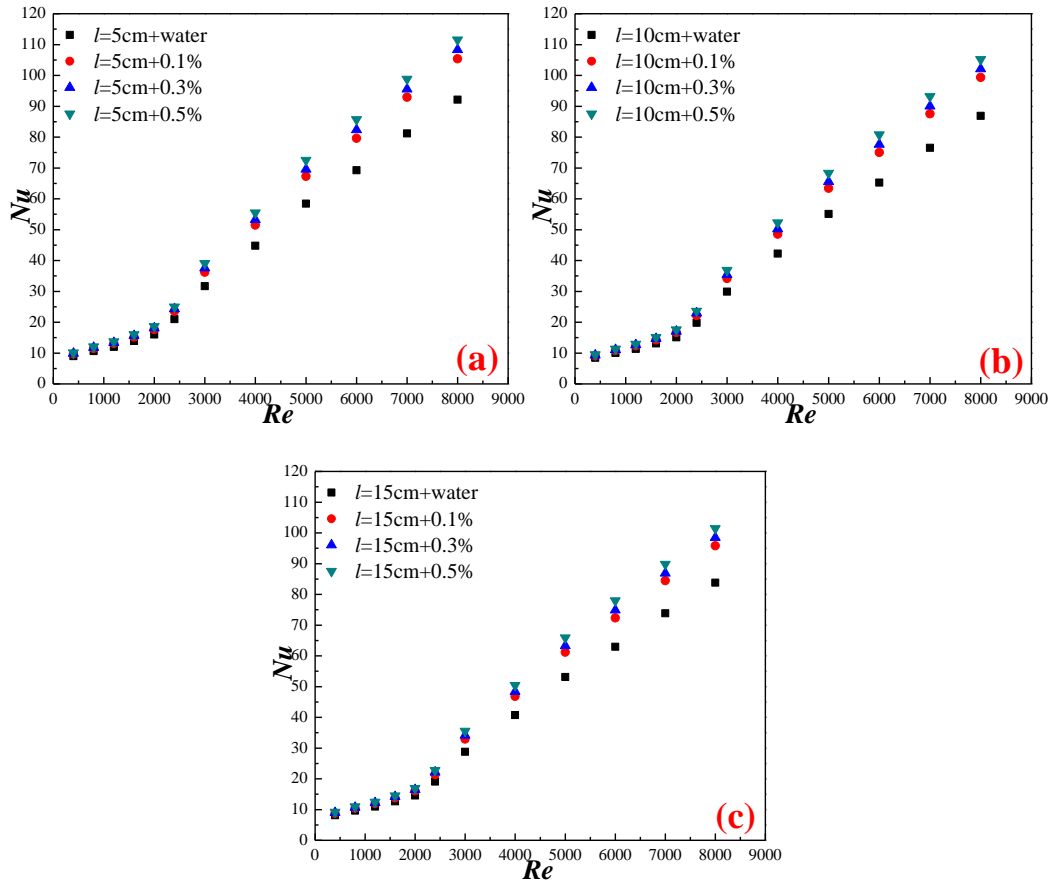 120
110
100
90
80
70
60
50
40
30
20
10
0
Nu
l=5cm+water
l=5cm+0.1%
l=5cm+0.3%
l=5cm+0.5%
(a)
0 1000 2000 3000 4000 5000 6000 7000 8000 9000
Re
120
110
100
90
80
70
60
50
40
30
20
10
0
Nu
l=10cm+water
l=10cm+0.1%
l=10cm+0.3%
l=10cm+0.5%
(b)
0 1000 2000 3000 4000 5000 6000 7000 8000 9000
Re
120
110
100
90
80
70
60
50
40
30
20
10
0
Nu
l=15cm+water
l=15cm+0.1%
l=15cm+0.3%
l=15cm+0.5%
(c)
0 1000 2000 3000 4000 5000 6000 7000 8000 9000
Re